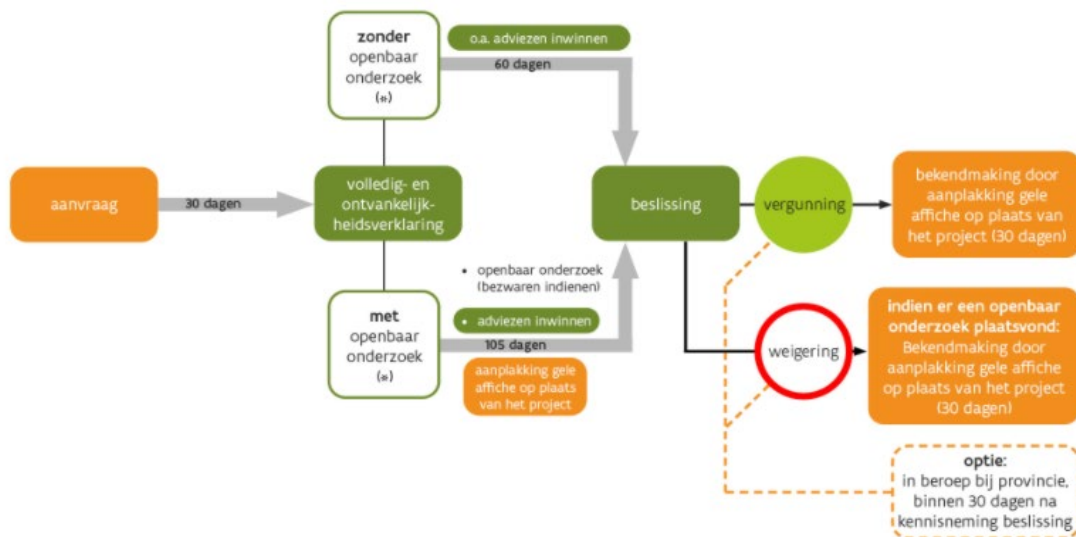 zonder
openbaar
onderzoek
(*)
o.a. adviezen inwinnen
60 dagen
aanvraag
30 dagen
volledig- en
ontvankelijk-
heidsverklaring
beslissing
vergunning
bekendmaking door
aanplakking gele
affiche op plaats van
het project (30 dagen)
met
openbaar
onderzoek
(*)
• openbaar onderzoek
(bezwaren indienen)
• adviezen inwinnen
105 dagen
aanplakking gele
affiche op plaats
van het project
weigering
indien er een openbaar
onderzoek plaatsvond:
Bekendmaking door
aanplakking gele affiche
op plaats van het project
(30 dagen)
optie:
in beroep bij provincie,
binnen 30 dagen na
kennisneming beslissing